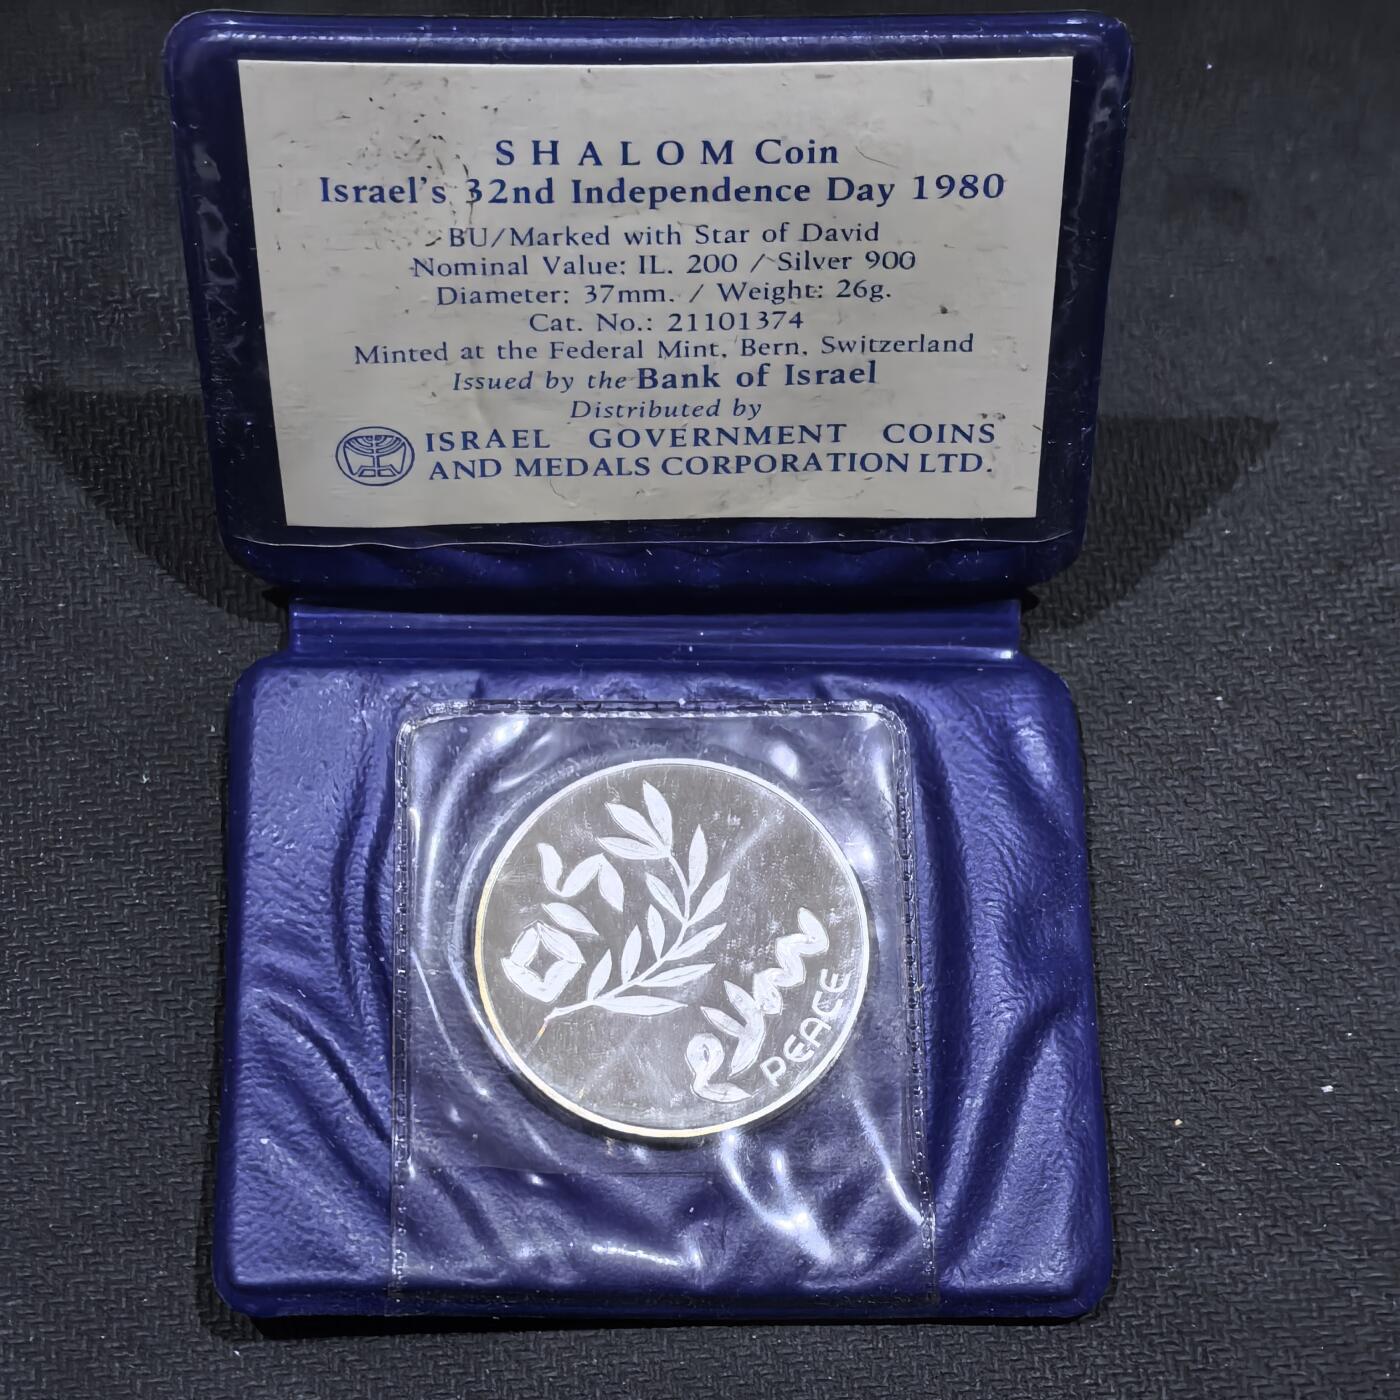 SHALOM Coin
Israel's 32nd Independence Day 1980
BU/Marked with Star of David
Nominal Value: IL. 200 / Silver 900
Diameter: 37mm. / Weight: 26g.
Cat. No.: 21101374
Minted at the Federal Mint, Bern, Switzerland
Issued by the Bank of Israel
Distributed by
ISRAEL GOVERNMENT COINS
AND MEDALS CORPORATION LTD.
שלום
PEACE